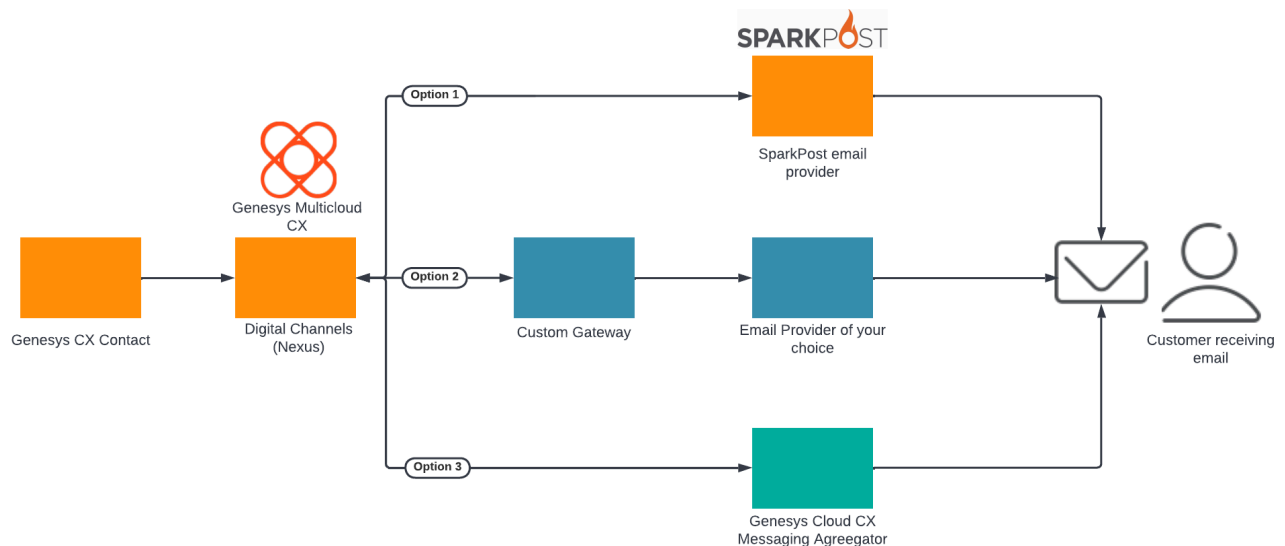 SPARKPOST
Option 1
SparkPost email
provider
Genesys Multicloud
CX
Genesys CX Contact
Digital Channels
(Nexus)
Option 2
Custom Gateway
Email Provider of your
choice
Customer receiving
email
Option 3
Genesys Cloud CX
Messaging Agreegator